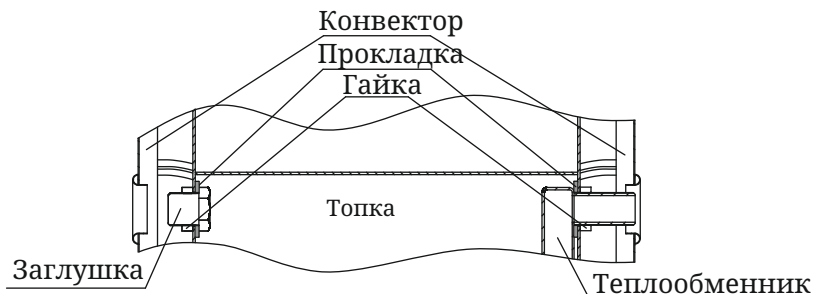 Конвектор
Прокладка
Гайка
Топка
Заглушка
Теплообменник